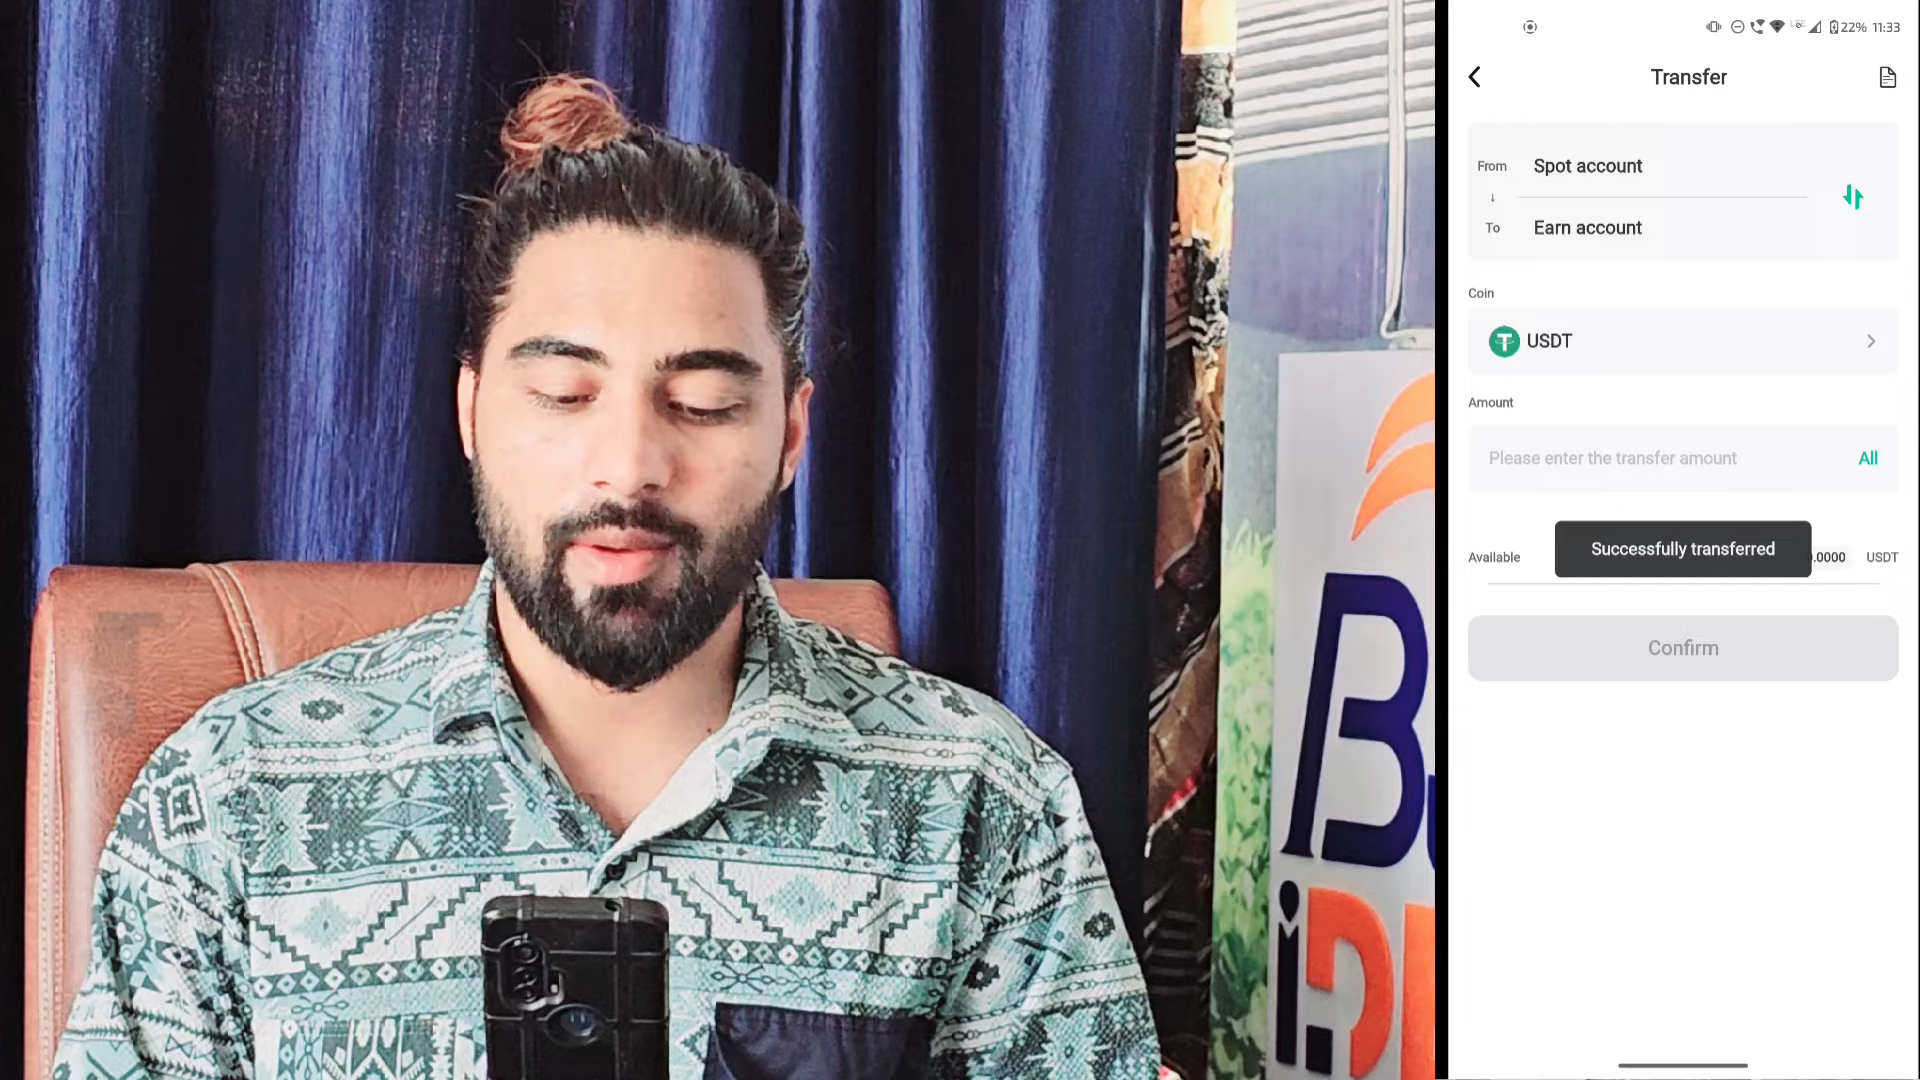 22% 11:33
Transfer
From Spot account
↓
To Earn account
Coin
USDT
Amount
Please enter the transfer amount All
Successfully transferred
Available .0000 USDT
Confirm